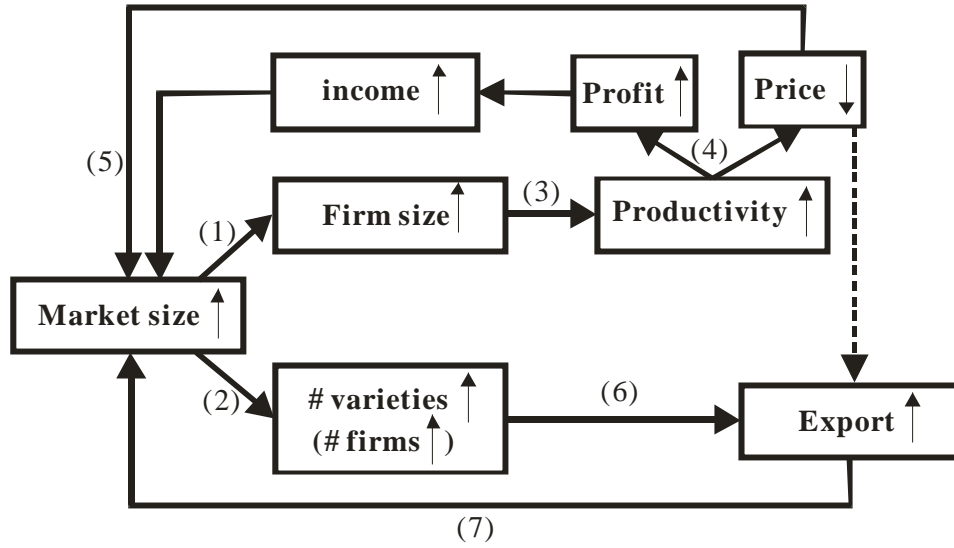 income
Profit
Price
(4)
(5)
(3)
Firm size
Productivity
(1)
Market size
(2)
# varieties
(# firms )
(6)
Export
(7)